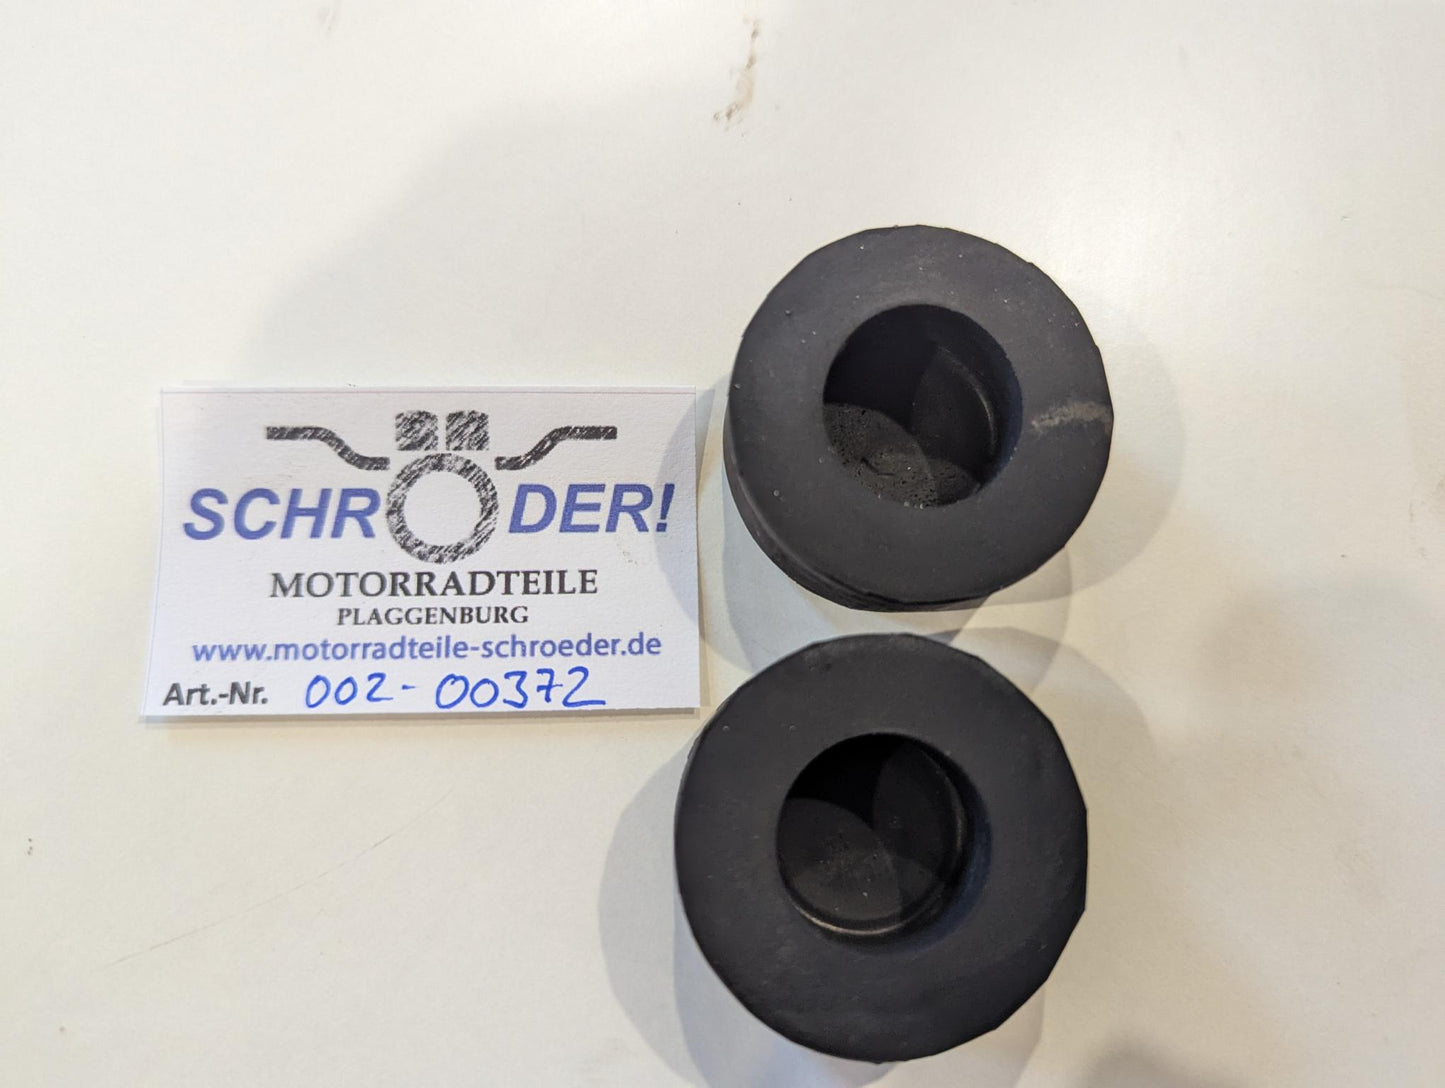 SCHRÖDER!
MOTORRADTEILE
PLAGGENBURG
www.motorradteile-schroeder.de
Art.-Nr. 002-00372